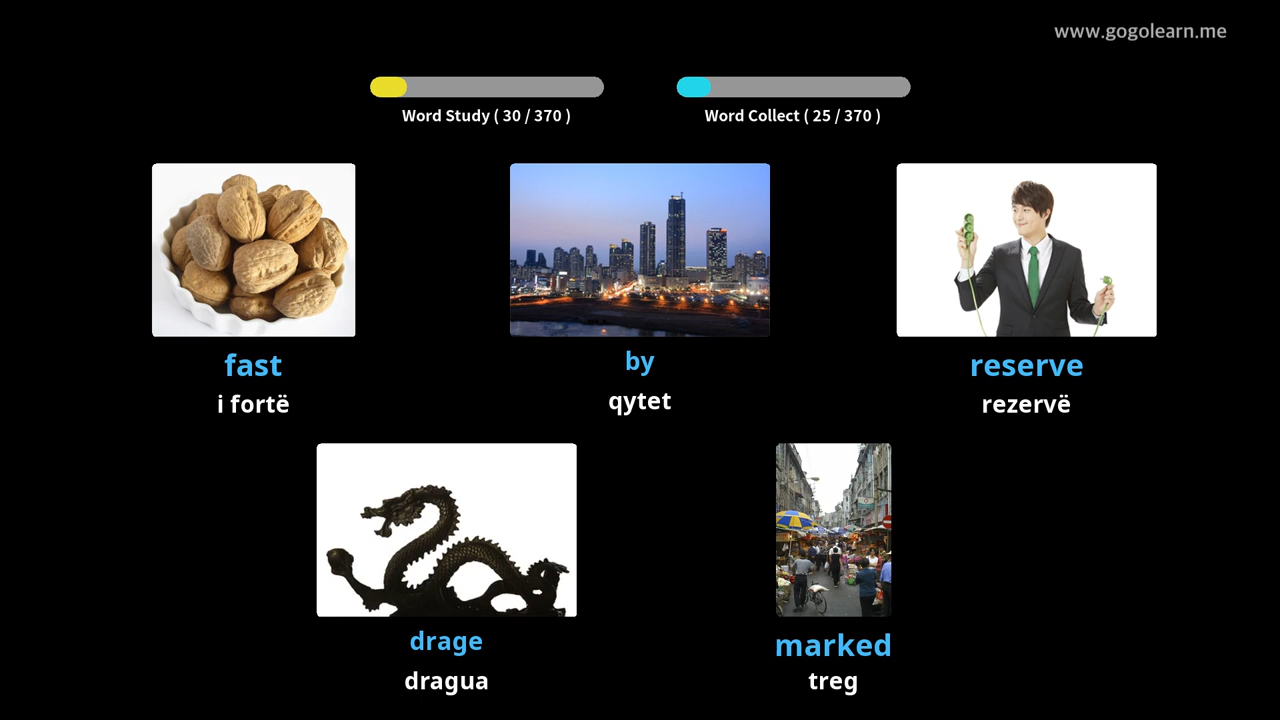 www.gogolearn.me
Word Study ( 30 / 370 )
Word Collect ( 25 / 370 )
fast
i fortë
by
qytet
reserve
rezervë
drage
dragua
marked
treg